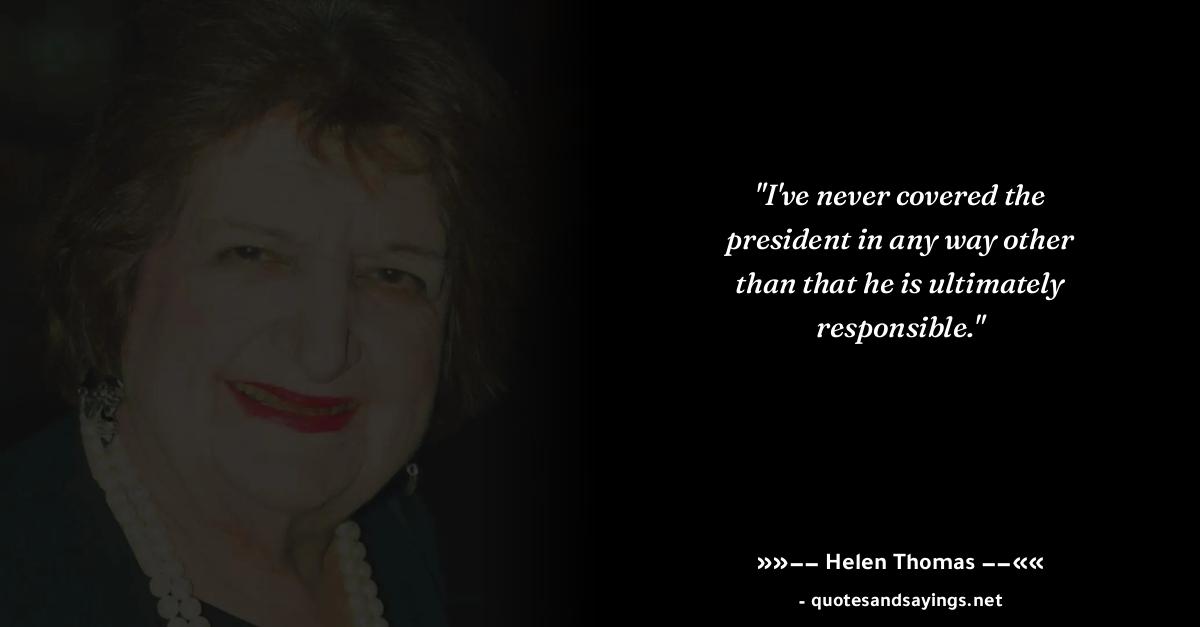 "I've never covered the
president in any way other
than that he is ultimately
responsible."
»»−− Helen Thomas −−««
- quotesandsayings.net